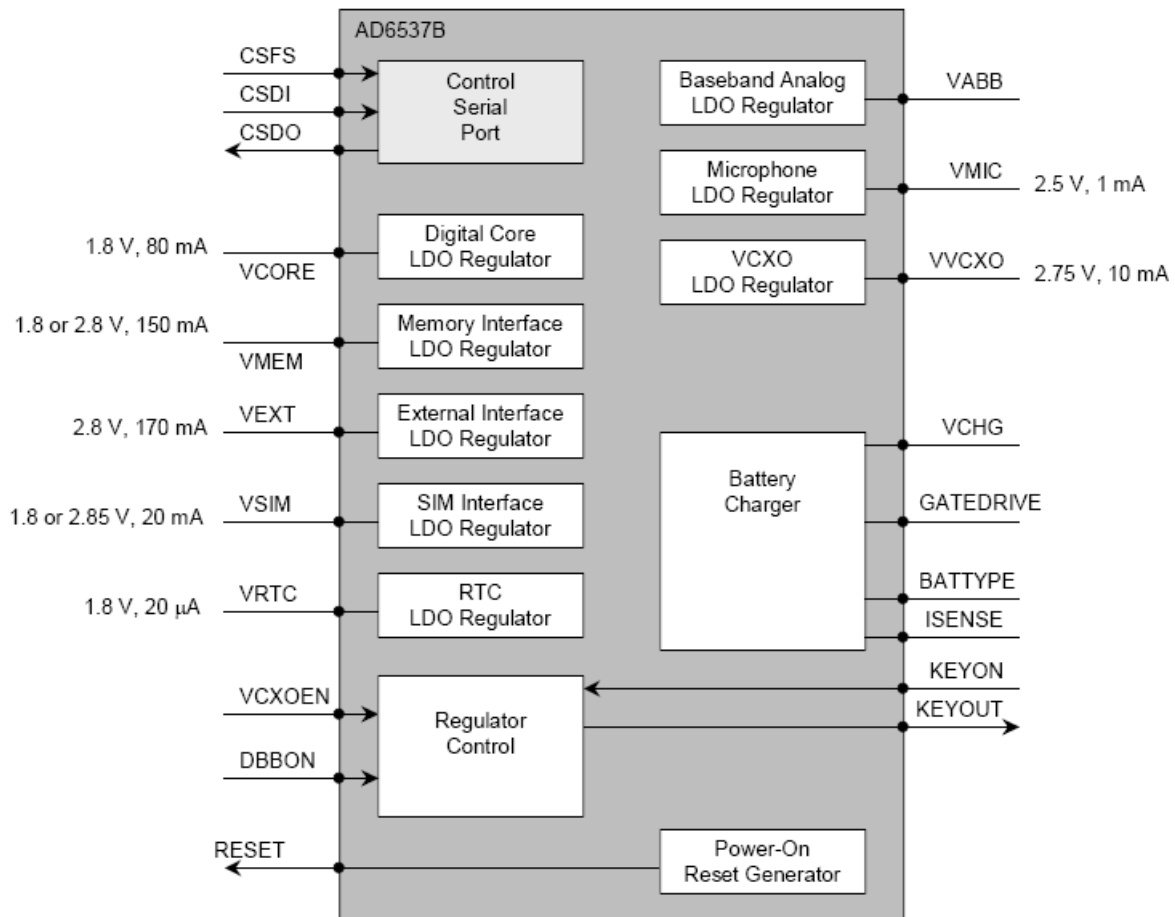 AD6537B
CSFS
CSDI
CSDO
Control
Serial
Port
Baseband Analog
LDO Regulator
VABB
Microphone
LDO Regulator
VMIC
2.5 V, 1 mA
1.8 V, 80 mA
VCORE
Digital Core
LDO Regulator
VCXO
LDO Regulator
VVCXO
2.75 V, 10 mA
1.8 or 2.8 V, 150 mA
VMEM
Memory Interface
LDO Regulator
2.8 V, 170 mA
VEXT
External Interface
LDO Regulator
1.8 or 2.85 V, 20 mA
VSIM
SIM Interface
LDO Regulator
1.8 V, 20 μA
VRTC
RTC
LDO Regulator
Battery
Charger
VCHG
GATEDRIVE
BATTYPE
ISENSE
VCXOEN
DBBON
Regulator
Control
KEYON
KEYOUT
RESET
Power-On
Reset Generator